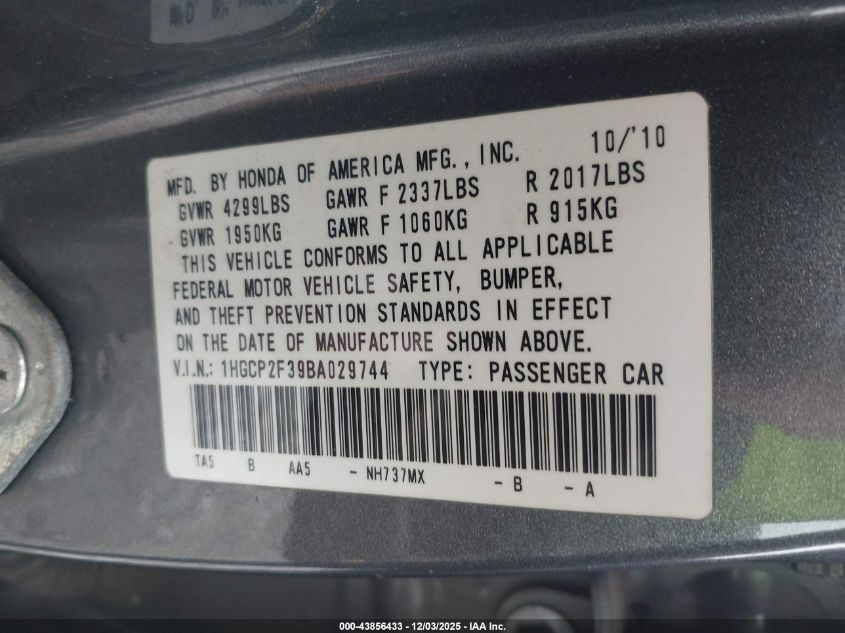 MFD. BY HONDA OF AMERICA MFG., INC. 10/'10
GVWR 4299LBS GAWR F 2337LBS R 2017LBS
GVWR 1950KG GAWR F 1060KG R 915KG
THIS VEHICLE CONFORMS TO ALL APPLICABLE
FEDERAL MOTOR VEHICLE SAFETY, BUMPER,
AND THEFT PREVENTION STANDARDS IN EFFECT
ON THE DATE OF MANUFACTURE SHOWN ABOVE.
V.I.N.: 1HGCP2F39BA029744 TYPE: PASSENGER CAR
TA5 B AA5 - NH737MX - B - A
000-43856433 - 12/03/2025 - IAA Inc.